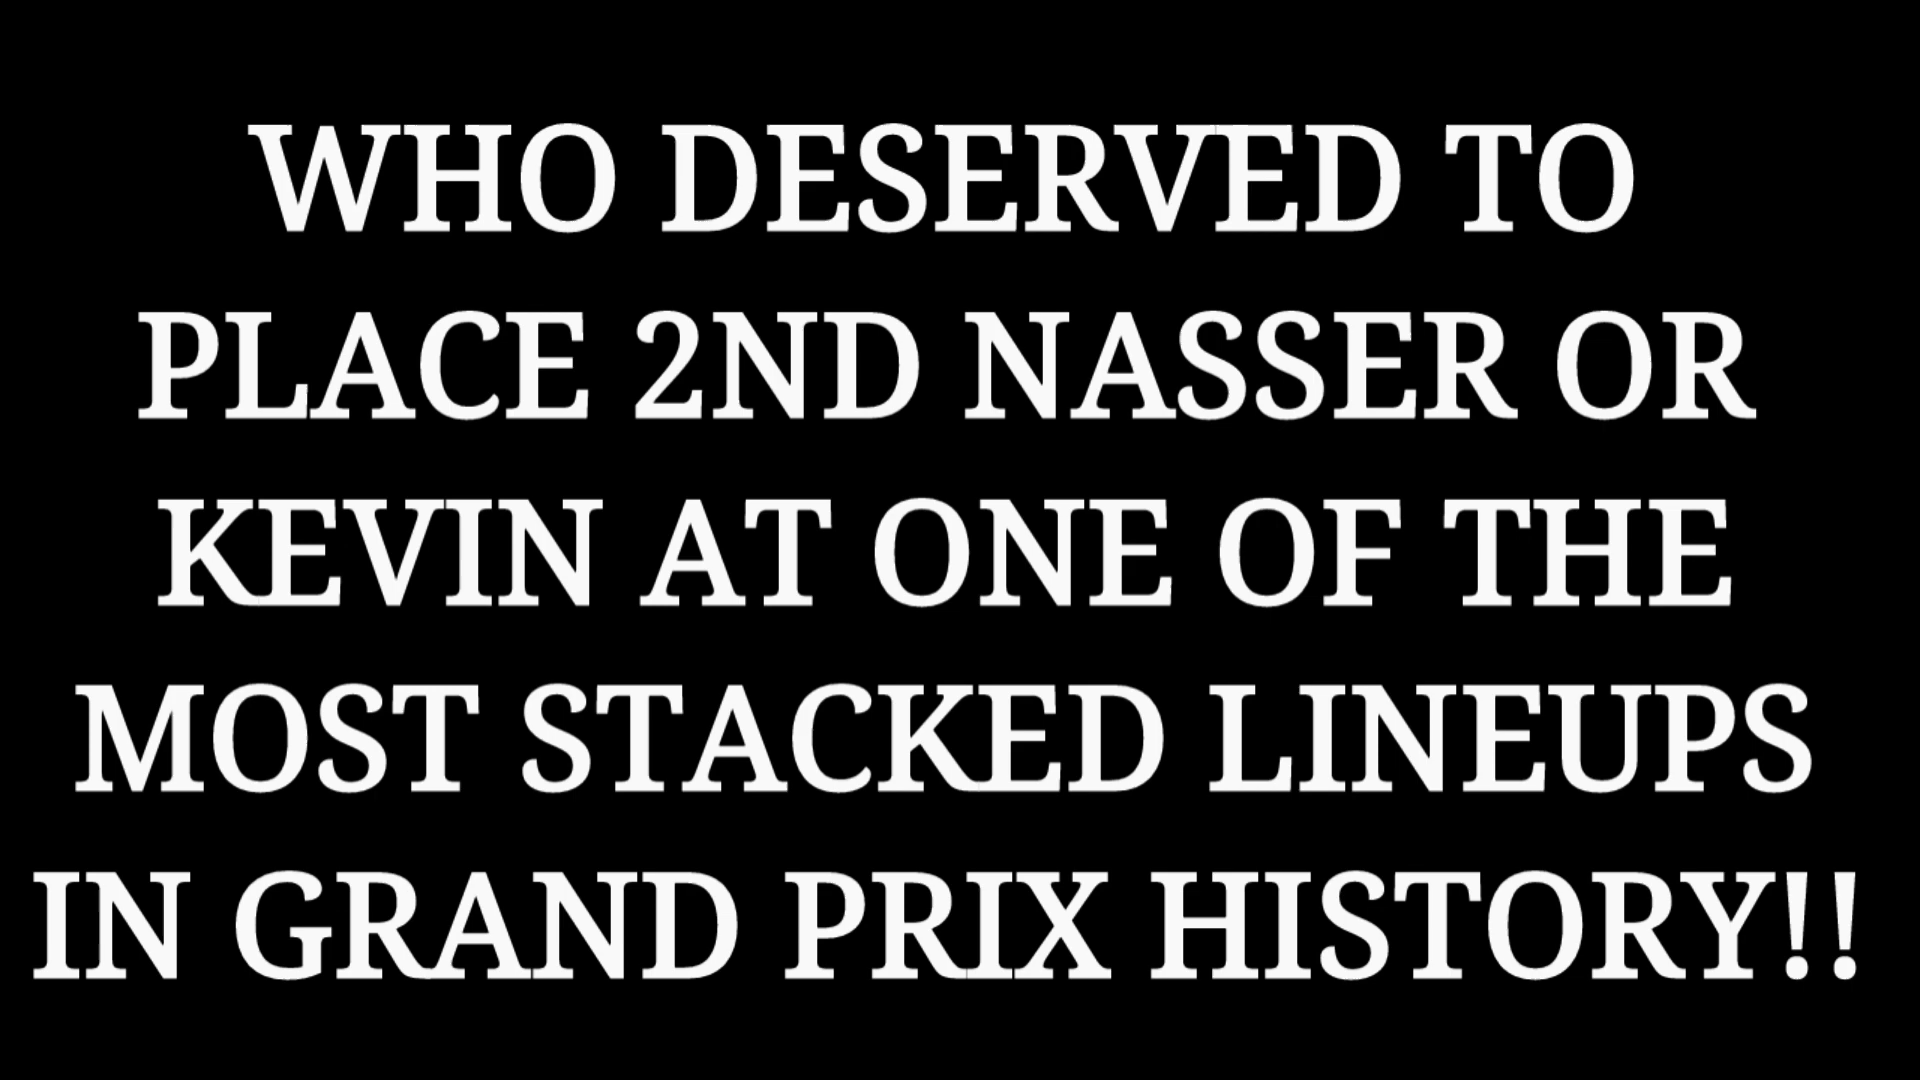 WHO DESERVED TO
PLACE 2ND NASSER OR
KEVIN AT ONE OF THE
MOST STACKED LINEUPS
IN GRAND PRIX HISTORY!!